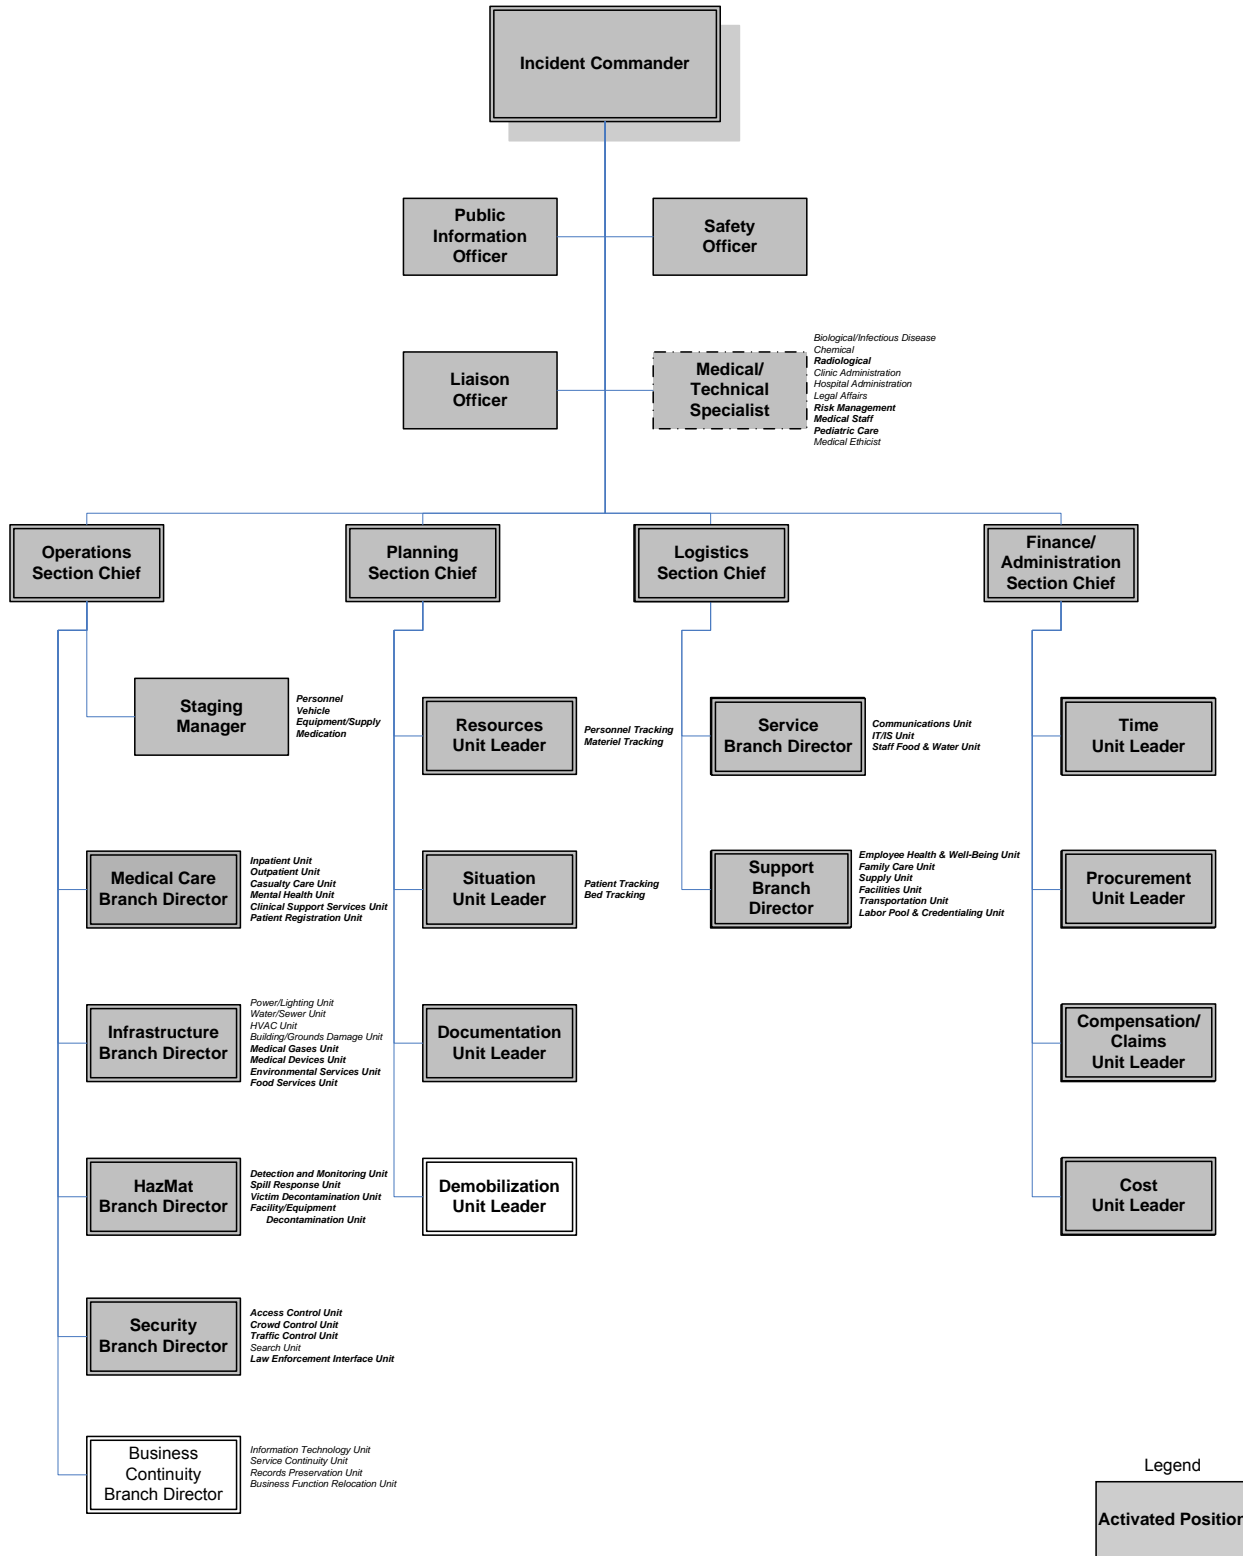 Incident Commander
Public
Information
Officer
Safety
Officer
Liaison
Officer
Medical/
Technical
Specialist
Biological/Infectious Disease
Chemical
Radiological
Clinic Administration
Hospital Administration
Legal Affairs
Risk Management
Medical Staff
Pediatric Care
Medical Ethicist
Operations
Section Chief
Planning
Section Chief
Logistics
Section Chief
Finance/
Administration
Section Chief
Staging
Manager
Personnel
Vehicle
Equipment/Supply
Medication
Resources
Unit Leader
Personnel Tracking
Materiel Tracking
Service
Branch Director
Communications Unit
IT/IS Unit
Staff Food & Water Unit
Time
Unit Leader
Medical Care
Branch Director
Inpatient Unit
Outpatient Unit
Casualty Care Unit
Mental Health Unit
Clinical Support Services Unit
Patient Registration Unit
Situation
Unit Leader
Patient Tracking
Bed Tracking
Support
Branch
Director
Employee Health & Well-Being Unit
Family Care Unit
Supply Unit
Facilities Unit
Transportation Unit
Labor Pool & Credentialing Unit
Procurement
Unit Leader
Infrastructure
Branch Director
Power/Lighting Unit
Water/Sewer Unit
HVAC Unit
Building/Grounds Damage Unit
Medical Gases Unit
Medical Devices Unit
Environmental Services Unit
Food Services Unit
Documentation
Unit Leader
Compensation/
Claims
Unit Leader
HazMat
Branch Director
Detection and Monitoring Unit
Spill Response Unit
Victim Decontamination Unit
Facility/Equipment
Decontamination Unit
Demobilization
Unit Leader
Cost
Unit Leader
Security
Branch Director
Access Control Unit
Crowd Control Unit
Traffic Control Unit
Search Unit
Law Enforcement Interface Unit
Business
Continuity
Branch Director
Information Technology Unit
Service Continuity Unit
Records Preservation Unit
Business Function Relocation Unit
Legend
Activated Position